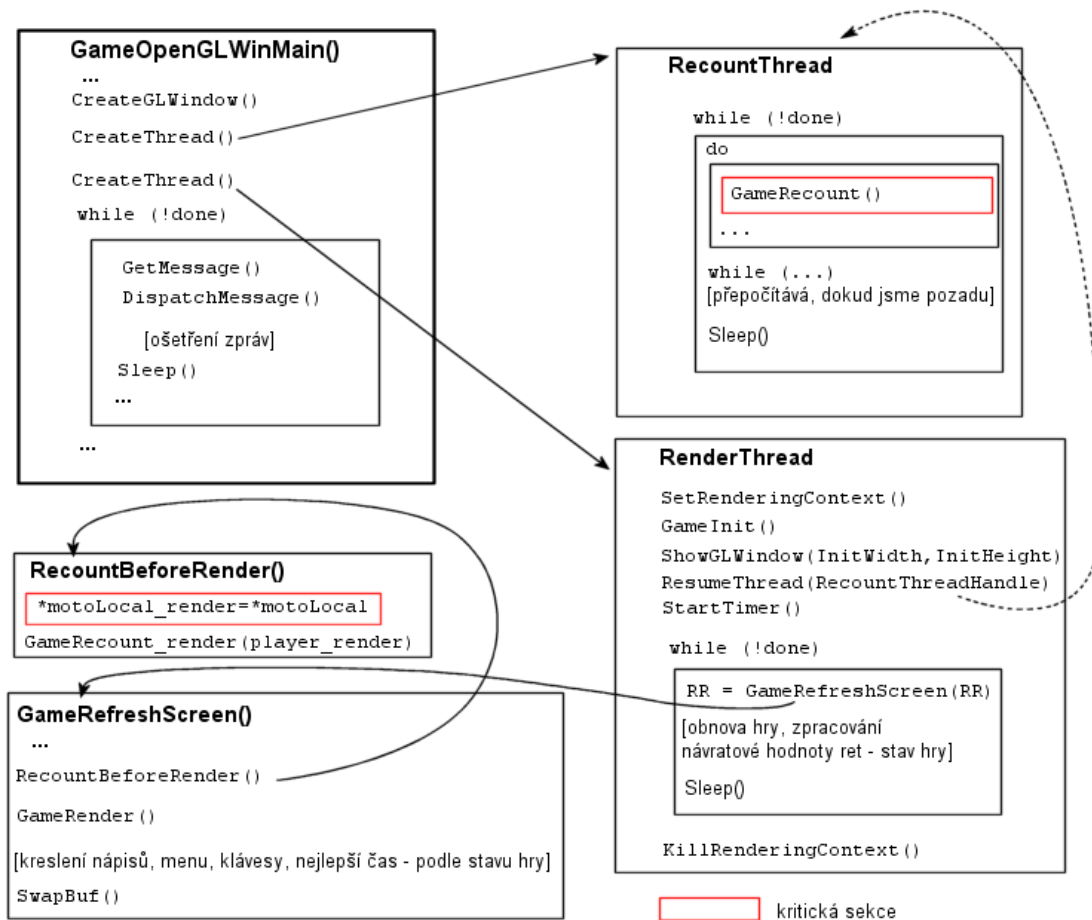 GameOpenGLWinMain()
...
CreateGLWindow()
CreateThread()
CreateThread()
while (!done)
GetMessage()
DispatchMessage()
[ošetření zpráv]
Sleep()
...
...
RecountThread
while (!done)
do
GameRecount()
...
while (...)
[přepočítává, dokud jsme pozadu]
Sleep()
RenderThread
SetRenderingContext()
GameInit()
ShowGLWindow(InitWidth,InitHeight)
ResumeThread(RecountThreadHandle)
StartTimer()
while (!done)
RR = GameRefreshScreen(RR)
[obnova hry, zpracování
návratové hodnoty ret - stav hry]
Sleep()
KillRenderingContext()
RecountBeforeRender()
*motoLocal_render=*motoLocal
GameRecount_render(player_render)
GameRefreshScreen()
...
RecountBeforeRender()
GameRender()
[kreslení nápisů, menu, klávesy, nejlepší čas - podle stavu hry]
SwapBuf()
kritická sekce